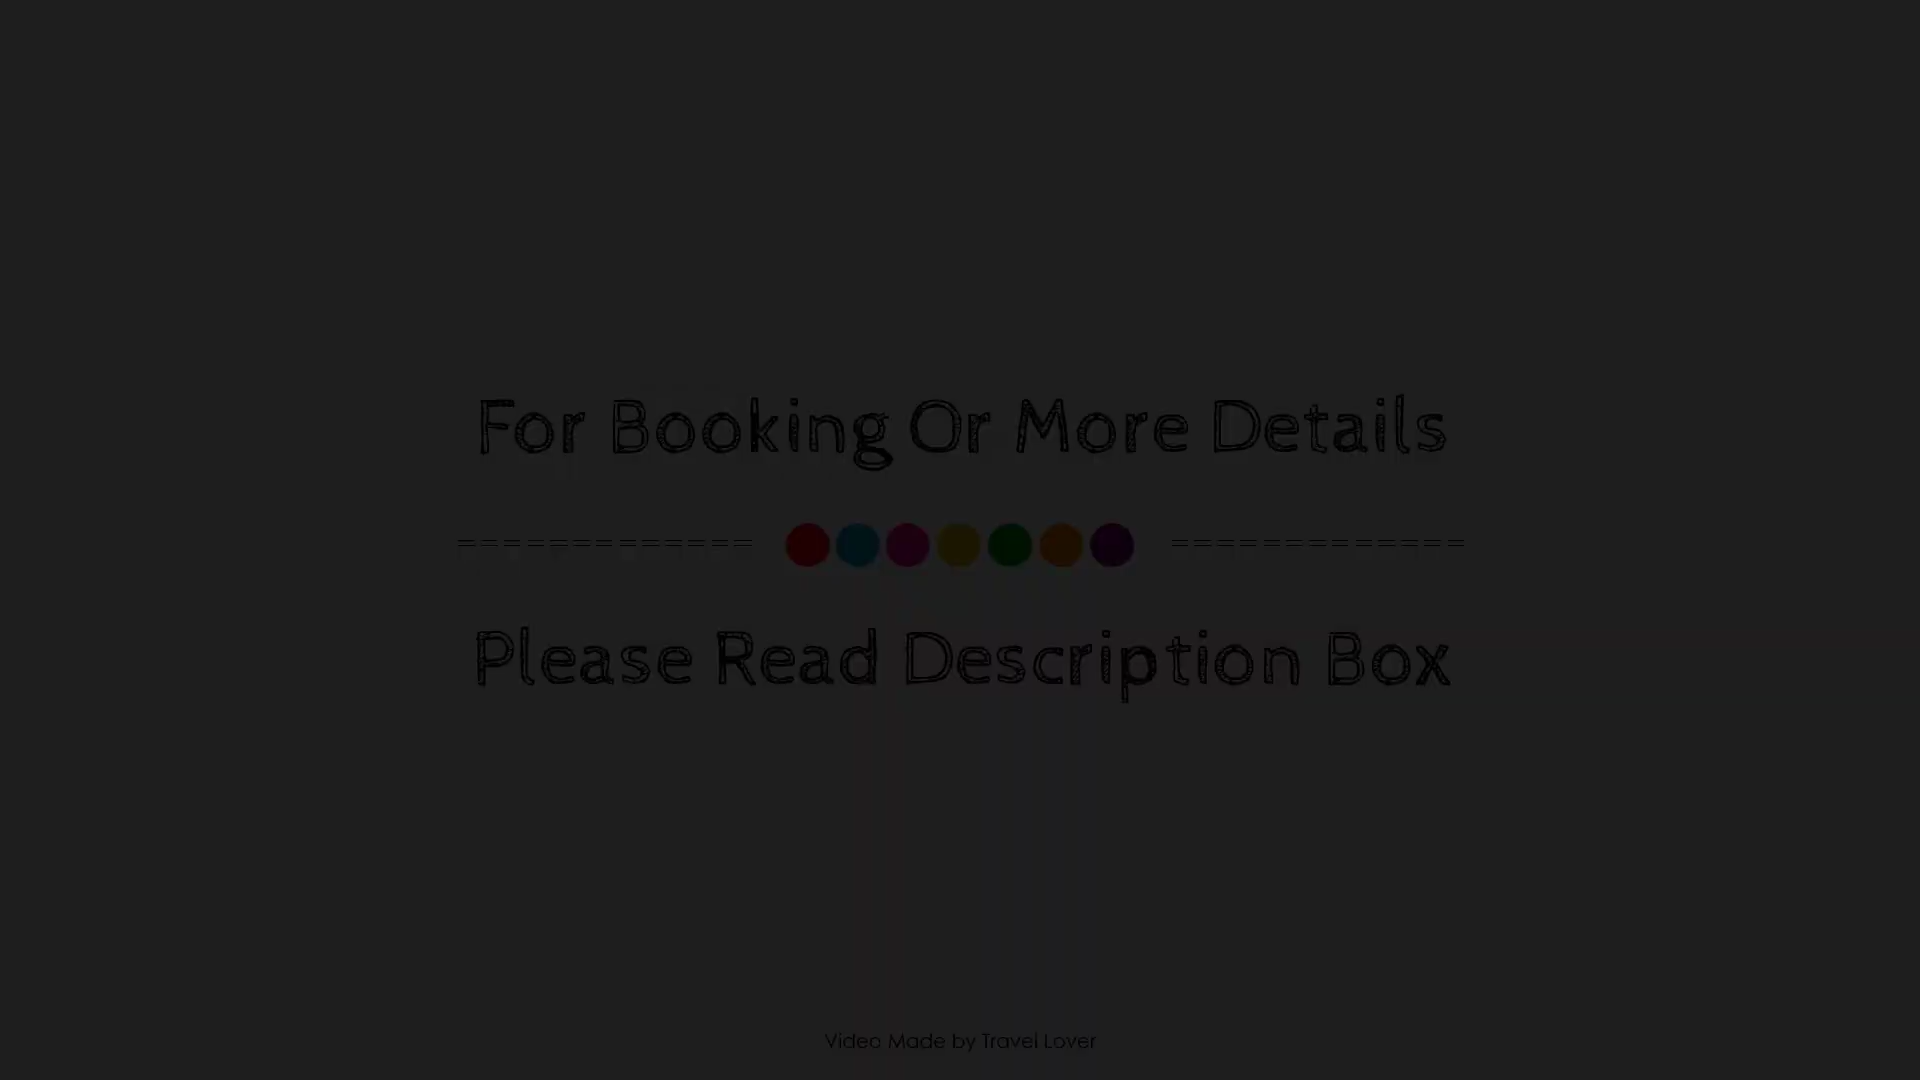 For Booking Or More Details
============= =============
Please Read Description Box
Video Made by Travel Lover